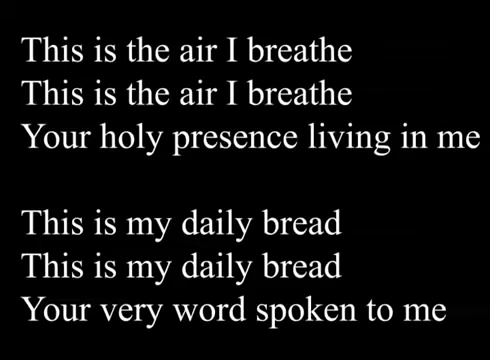 This is the air I breathe
This is the air I breathe
Your holy presence living in me
This is my daily bread
This is my daily bread
Your very word spoken to me